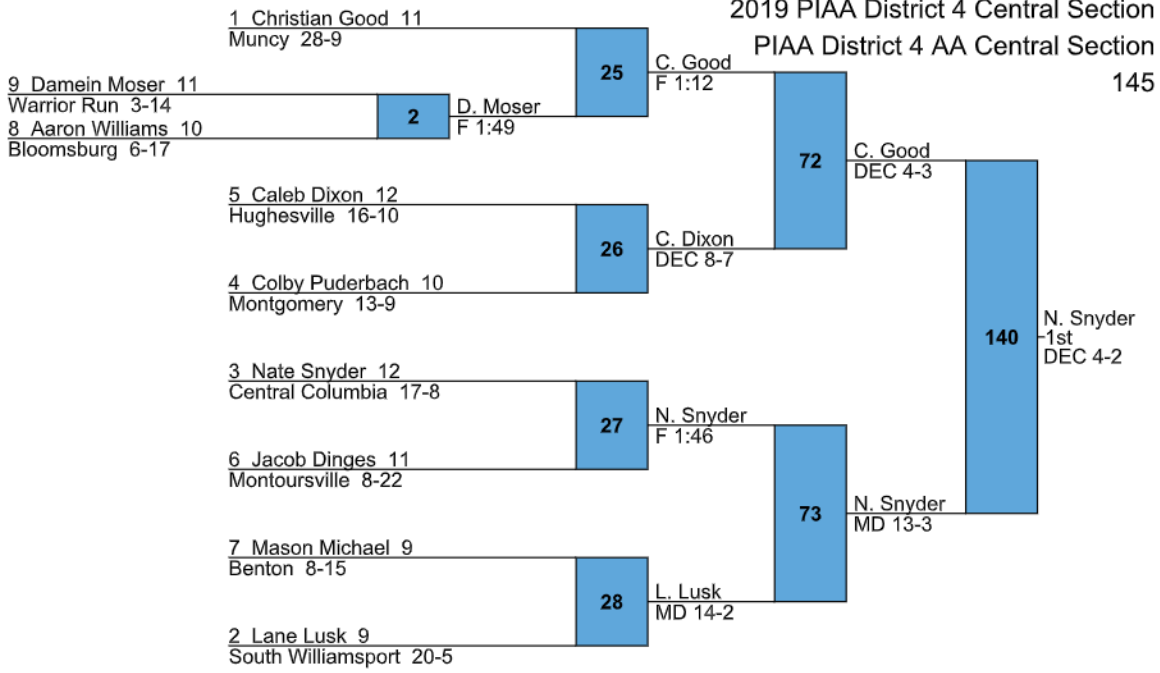 2019 PIAA District 4 Central Section
PIAA District 4 AA Central Section
145
1 Christian Good 11
Muncy 28-9
9 Damein Moser 11
Warrior Run 3-14
8 Aaron Williams 10
Bloomsburg 6-17
2
D. Moser
F 1:49
25
C. Good
F 1:12
5 Caleb Dixon 12
Hughesville 16-10
4 Colby Puderbach 10
Montgomery 13-9
26
C. Dixon
DEC 8-7
72
C. Good
DEC 4-3
3 Nate Snyder 12
Central Columbia 17-8
6 Jacob Dinges 11
Montoursville 8-22
27
N. Snyder
F 1:46
7 Mason Michael 9
Benton 8-15
2 Lane Lusk 9
South Williamsport 20-5
28
L. Lusk
MD 14-2
73
N. Snyder
MD 13-3
140
N. Snyder
1st
DEC 4-2